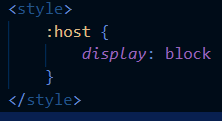 <style>
:host {
display: block
}
</style>